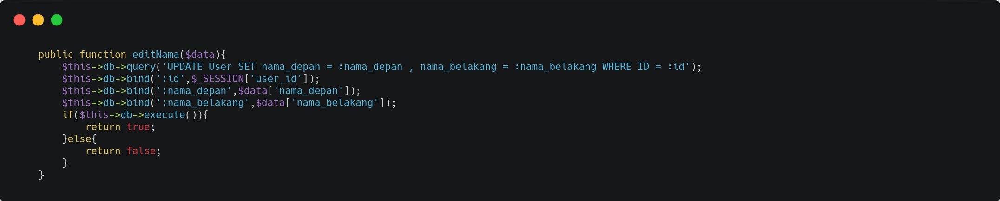 public function editNama($data){
    $this->db->query('UPDATE User SET nama_depan = :nama_depan , nama_belakang = :nama_belakang WHERE ID = :id');
    $this->db->bind(':id',$_SESSION['user_id']);
    $this->db->bind(':nama_depan',$data['nama_depan']);
    $this->db->bind(':nama_belakang',$data['nama_belakang']);
    if($this->db->execute()){
        return true;
    }else{
        return false;
    }
}